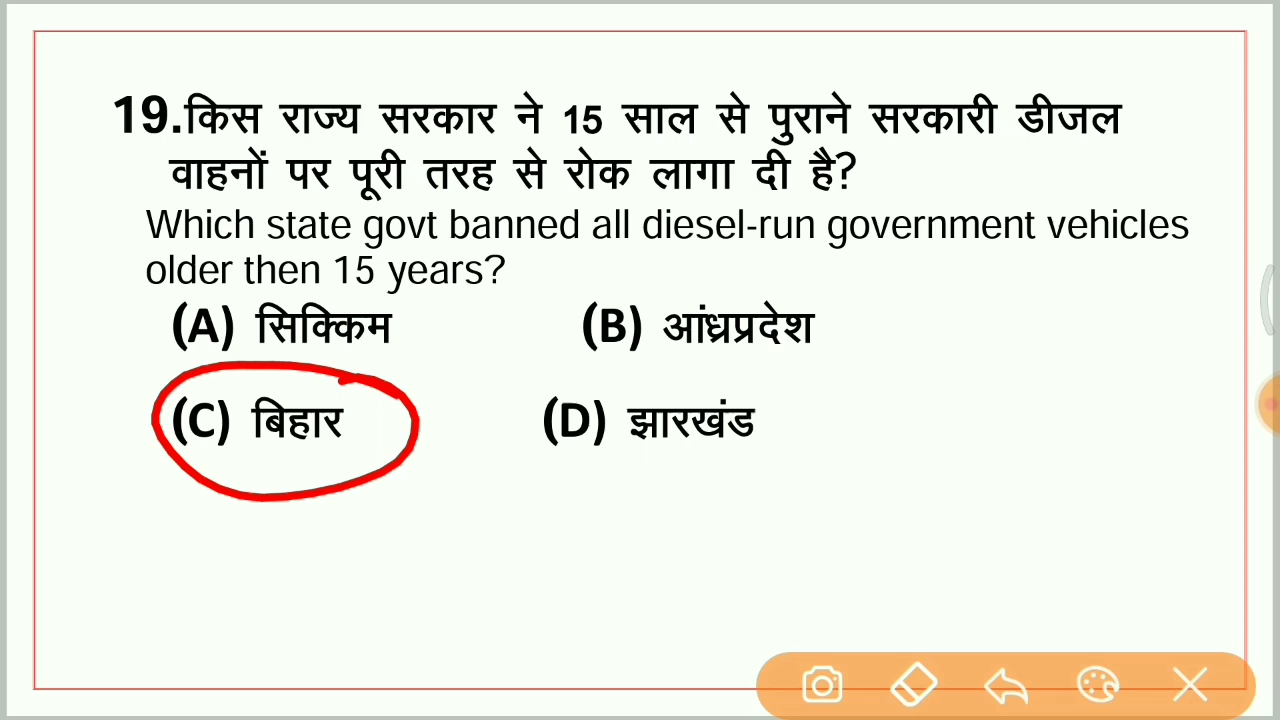 19.किस राज्य सरकार ने 15 साल से पुराने सरकारी डीजल
वाहनों पर पूरी तरह से रोक लागा दी है?
Which state govt banned all diesel-run government vehicles
older then 15 years?
(A) सिक्किम (B) आंध्रप्रदेश
(C) बिहार (D) झारखंड